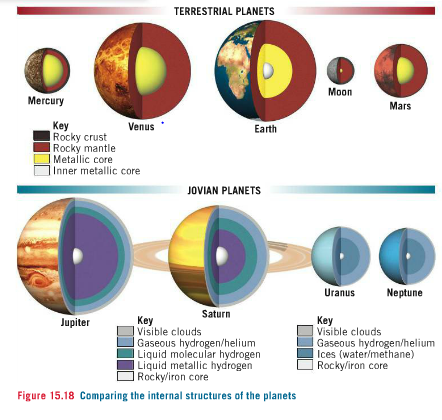 TERRESTRIAL PLANETS
Mercury
Venus
Earth
Moon
Mars
Key
Rocky crust
Rocky mantle
Metallic core
Inner metallic core
JOVIAN PLANETS
Jupiter
Saturn
Uranus
Neptune
Key
Visible clouds
Gaseous hydrogen/helium
Liquid molecular hydrogen
Liquid metallic hydrogen
Rocky/iron core
Key
Visible clouds
Gaseous hydrogen/helium
Ices (water/methane)
Rocky/iron core
Figure 15.18 Comparing the internal structures of the planets